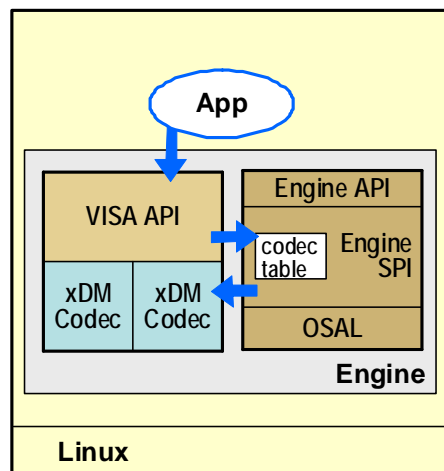 App
VISA API
Engine API
codec
table
Engine
SPI
xDM
Codec
xDM
Codec
OSAL
Engine
Linux